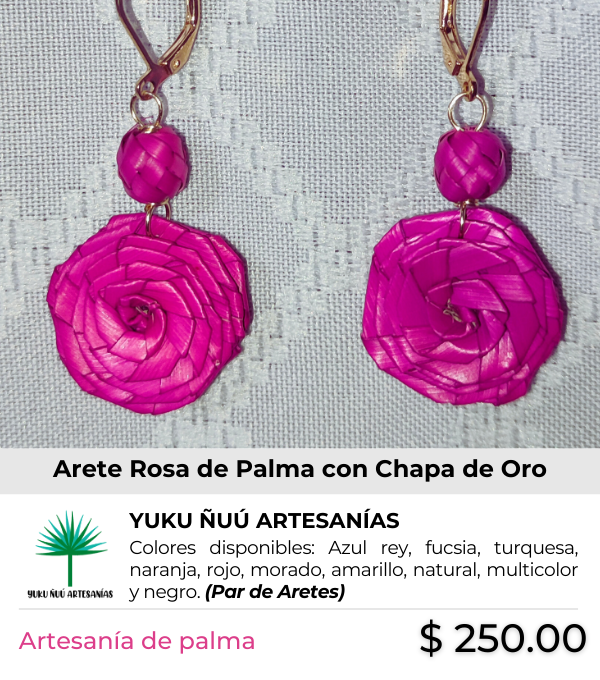 Arete Rosa de Palma con Chapa de Oro
YUKU ÑUÚ ARTESANÍAS
Colores disponibles: Azul rey, fucsia, turquesa,
naranja, rojo, morado, amarillo, natural, multicolor
y negro. (Par de Aretes)
YUKU ÑUÚ ARTESANÍAS
Artesanía de palma
$ 250.00